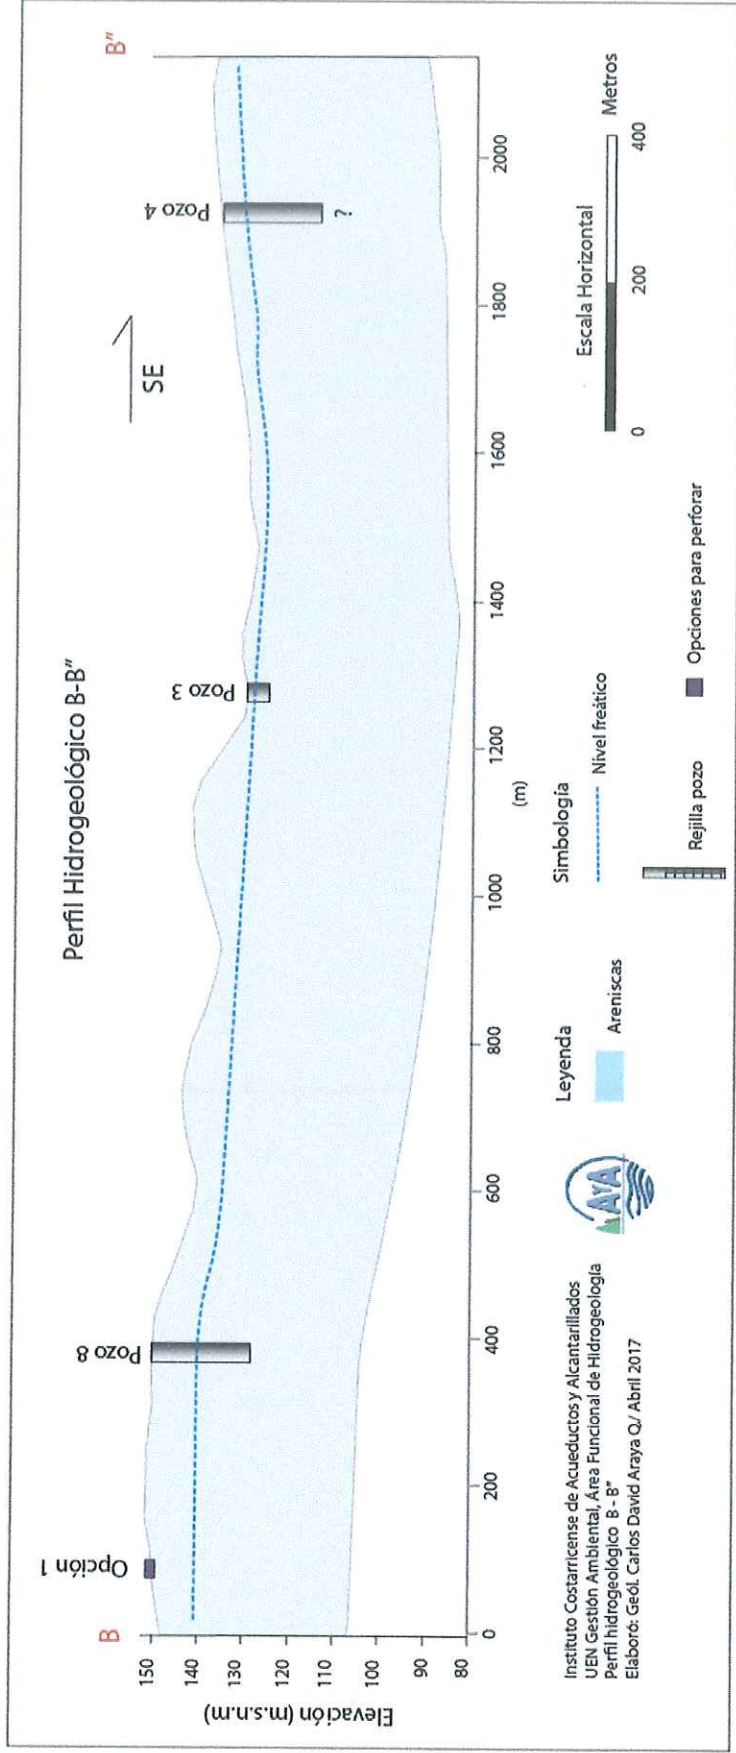 Perfil Hidrogeológico B-B”
B
B”
Opción 1
Pozo 8
Pozo 3
Pozo 4
?
SE
Elevación (m.s.n.m)
150
140
130
120
110
100
90
80
0
200
400
600
800
1000
1200
1400
1600
1800
2000
(m)
Instituto Costarricense de Acueductos y Alcantarillados
UEN Gestión Ambiental, Área Funcional de Hidrogeología
Perfil hidrogeológico B - B”
Elaboró: Geól. Carlos David Araya Q./ Abril 2017
AyA
Leyenda
Areniscas
Simbología
Nivel freático
Rejilla pozo
Opciones para perforar
Escala Horizontal
0
200
400
Metros